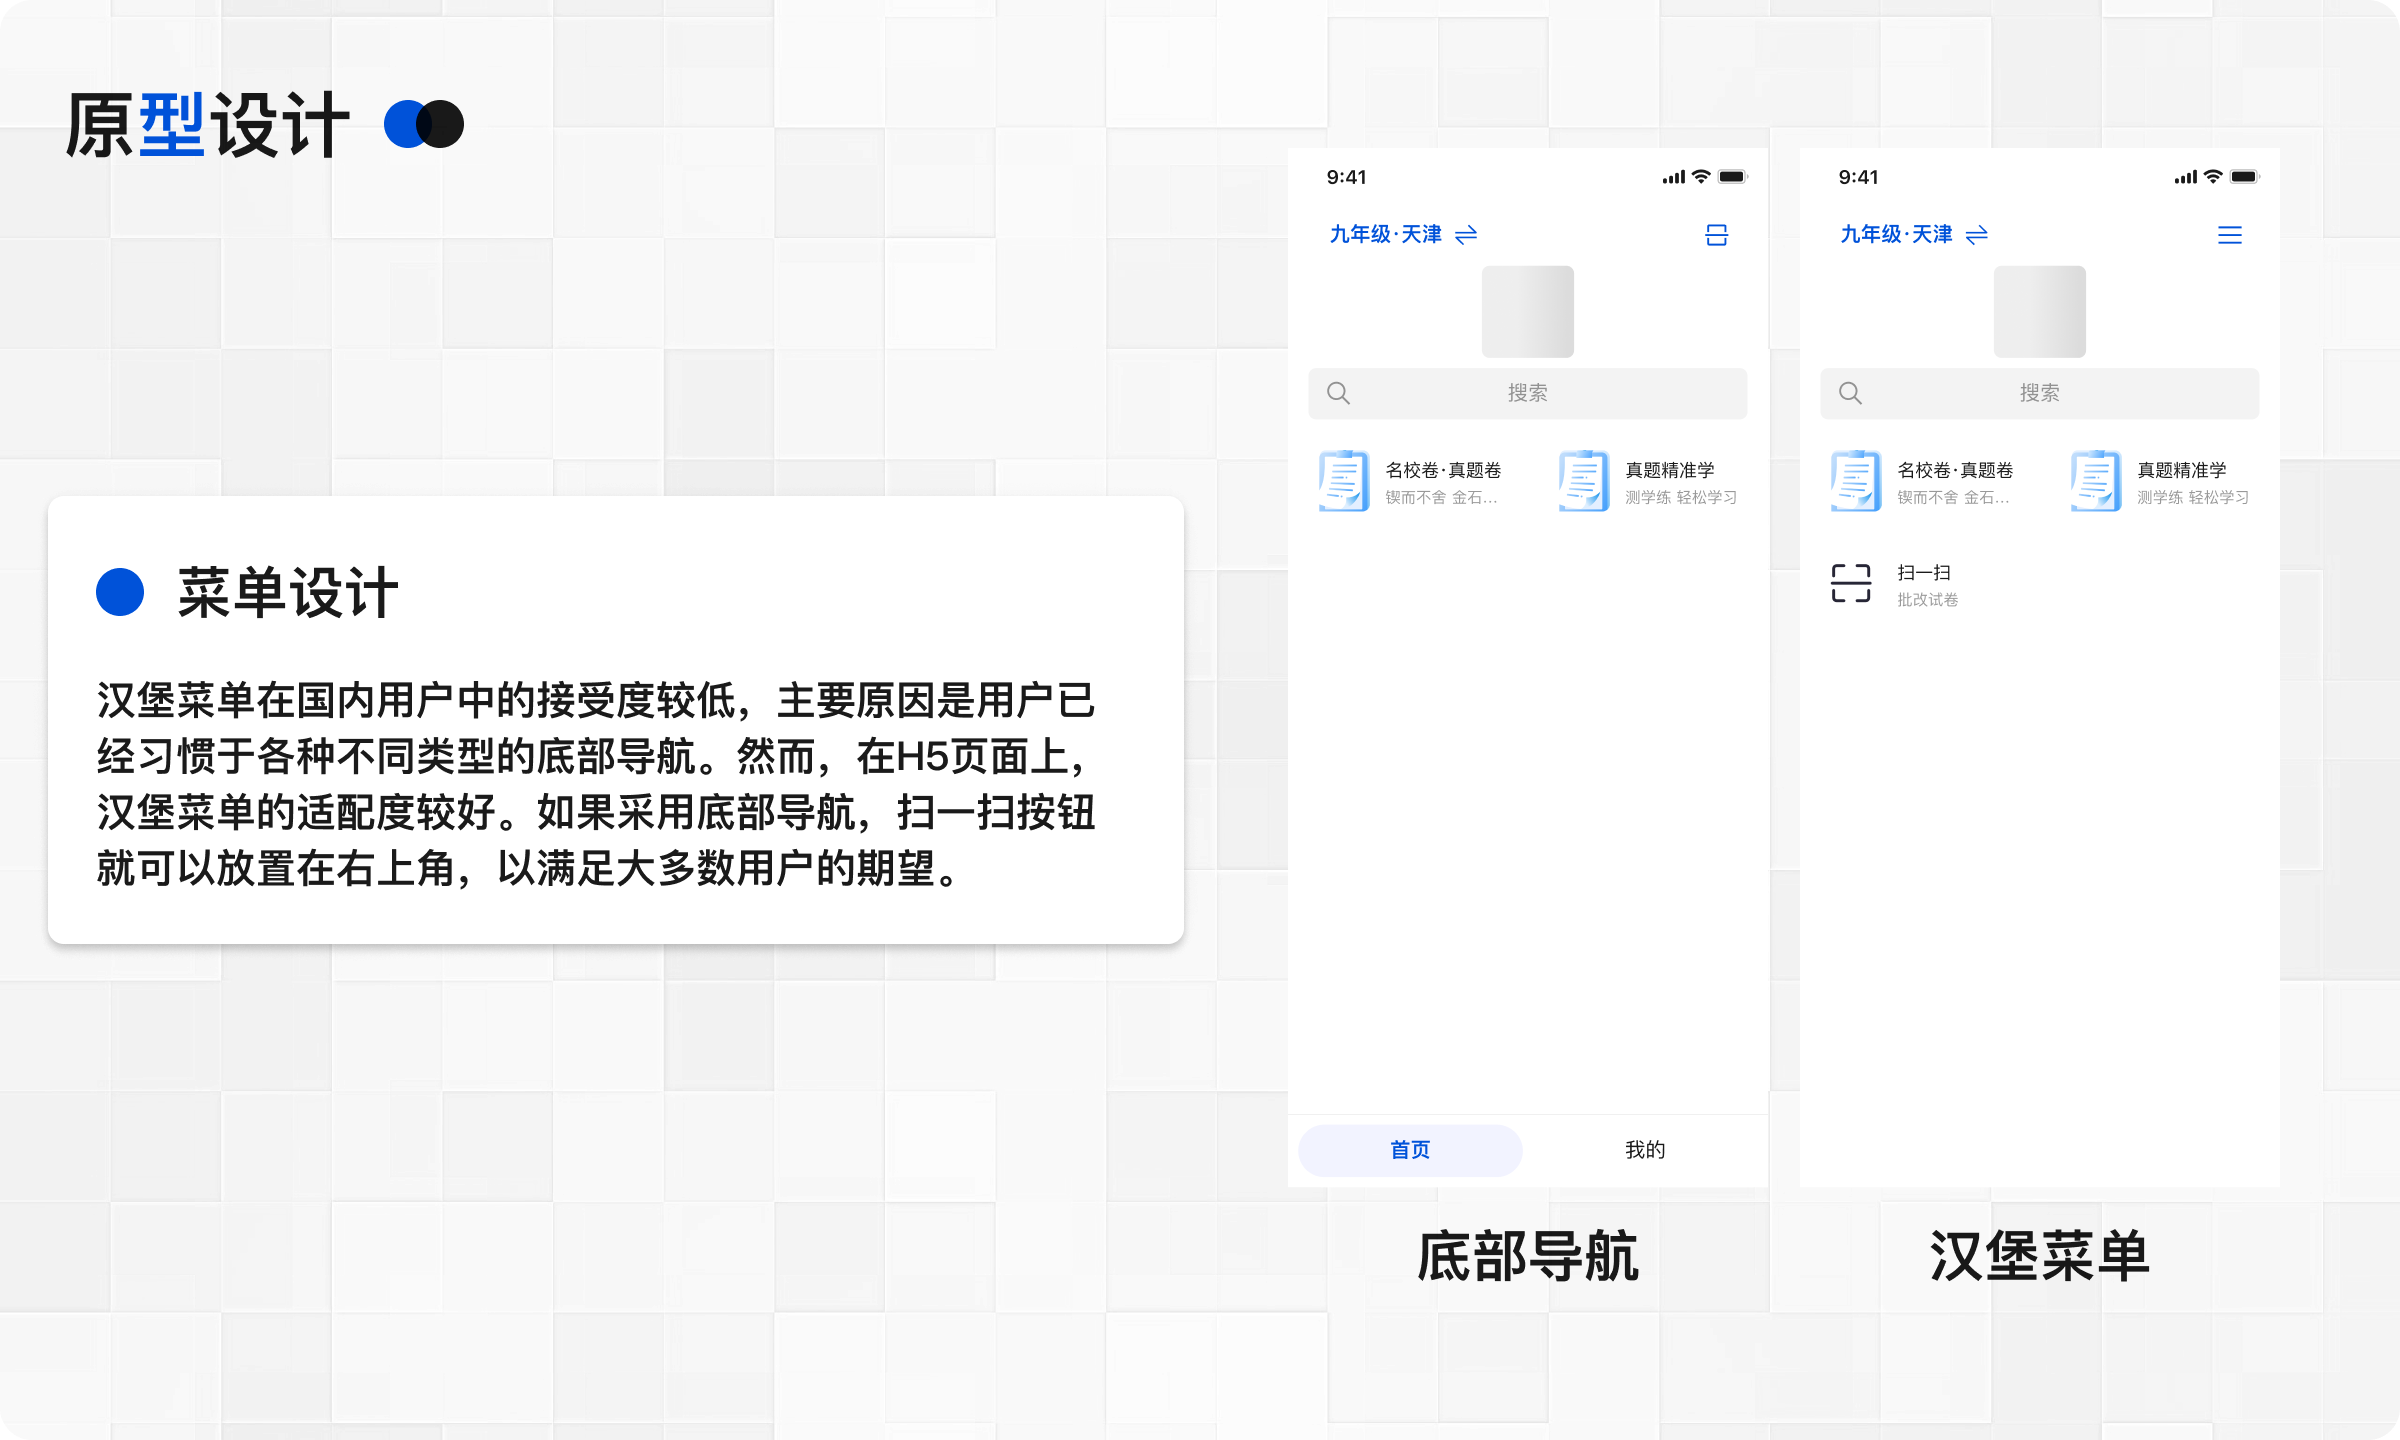 原型设计
菜单设计
汉堡菜单在国内用户中的接受度较低，主要原因是用户已
经习惯于各种不同类型的底部导航。然而，在H5页面上，
汉堡菜单的适配度较好。如果采用底部导航，扫一扫按钮
就可以放置在右上角，以满足大多数用户的期望。
9:41
九年级·天津
搜索
名校卷·真题卷
锲而不舍 金石...
真题精准学
测学练 轻松学习
首页
我的
底部导航
9:41
九年级·天津
搜索
名校卷·真题卷
锲而不舍 金石...
真题精准学
测学练 轻松学习
扫一扫
批改试卷
汉堡菜单